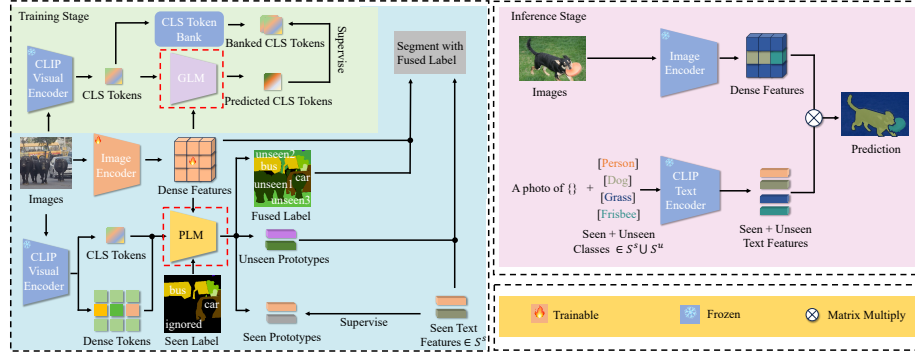 Training Stage
CLIP
Visual
Encoder
CLS Tokens
CLS Token
Bank
Banked CLS Tokens
GLM
Predicted CLS Tokens
Supervise
Segment with
Fused Label
Images
Image
Encoder
Dense Features
unseen2
bus
car
unseen1
unseen3
Fused Label
CLIP
Visual
Encoder
CLS Tokens
Dense Tokens
PLM
bus
car
ignored
Seen Label
Unseen Prototypes
Seen Prototypes
Supervise
Seen Text
Features ∈ Sˢ
Inference Stage
Images
Image
Encoder
Dense Features
Prediction
A photo of {} +
[Person]
[Dog]
[Grass]
[Frisbee]
Seen + Unseen
Classes ∈ Sˢ ∪ Sᵘ
CLIP
Text
Encoder
Seen + Unseen
Text Features
Trainable
Frozen
Matrix Multiply